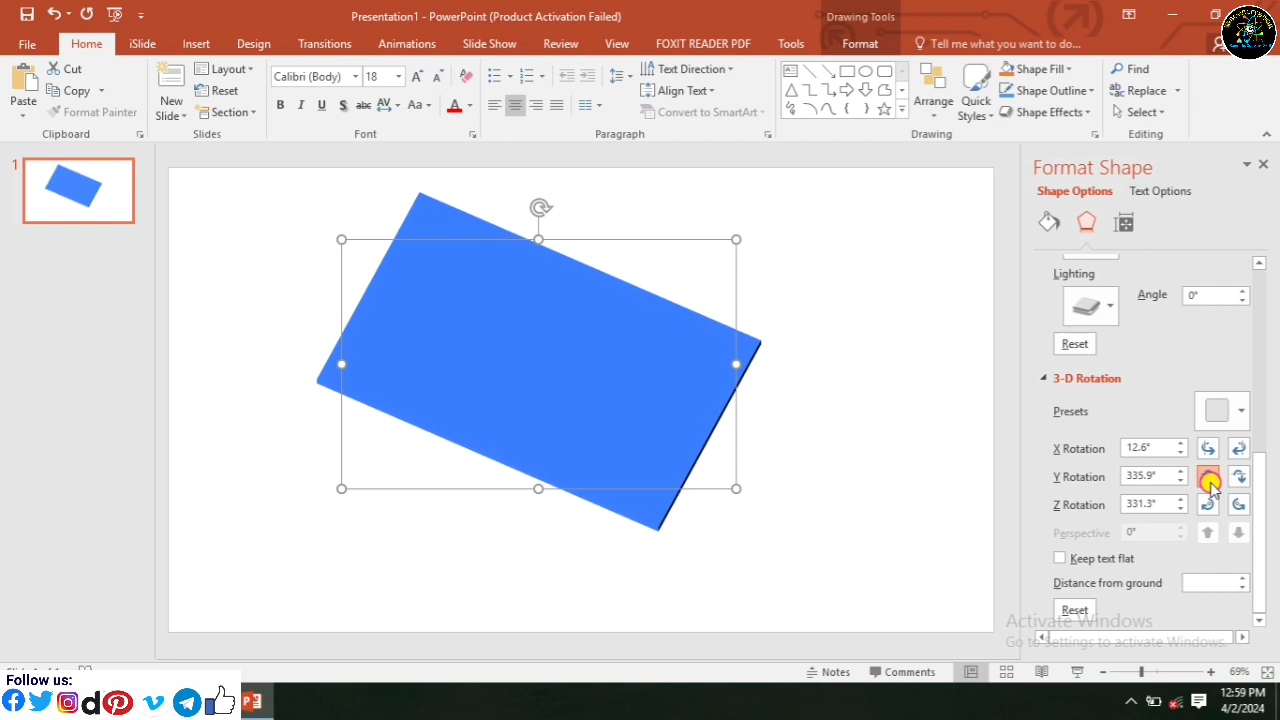 Presentation1 - PowerPoint (Product Activation Failed)
Drawing Tools
File Home iSlide Insert Design Transitions Animations Slide Show Review View FOXIT READER PDF Tools Format Tell me what you want to do...
Paste
Cut
Copy
Format Painter
Clipboard
New
Slide
Layout
Reset
Section
Slides
Calibri (Body) 18
B I U S abc AV Aa A
Font
Text Direction
Align Text
Convert to SmartArt
Paragraph
Arrange
Quick
Styles
Shape Fill
Shape Outline
Shape Effects
Drawing
Find
Replace
Select
Editing
1
Format Shape
Shape Options Text Options
Lighting
Angle 0°
Reset
3-D Rotation
Presets
X Rotation 12.6°
Y Rotation 335.9°
Z Rotation 331.3°
Perspective 0°
Keep text flat
Distance from ground
Reset
Activate Windows
Go to Settings to activate Windows.
Notes Comments 69%
Follow us:
12:59 PM
4/2/2024